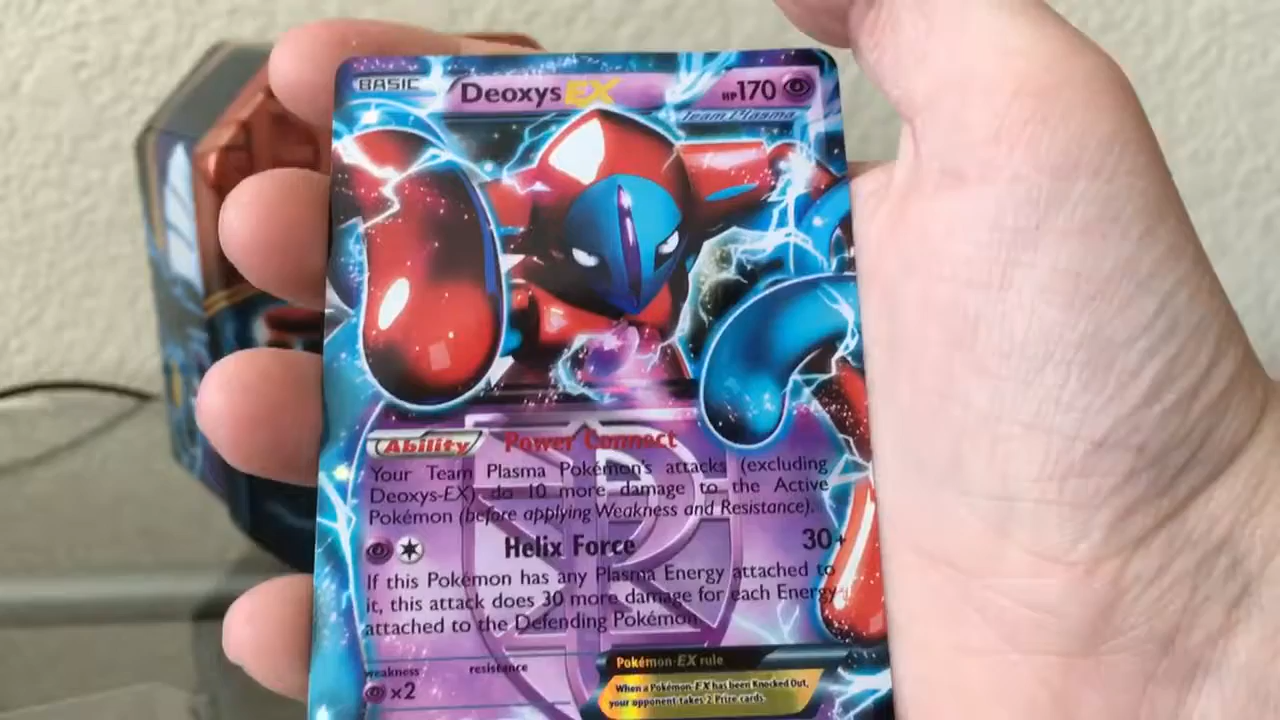 BASIC Deoxys EX HP170
Team Plasma
Ability Power Connect
Your Team Plasma Pokémon's attacks (excluding
Deoxys-EX) do 10 more damage to the Active
Pokémon (before applying Weakness and Resistance).
Helix Force 30+
If this Pokémon has any Plasma Energy attached to
it, this attack does 30 more damage for each Energy
attached to the Defending Pokémon.
weakness resistance
×2
Pokémon-EX rule
When a Pokémon-EX has been Knocked Out,
your opponent takes 2 Prize cards.